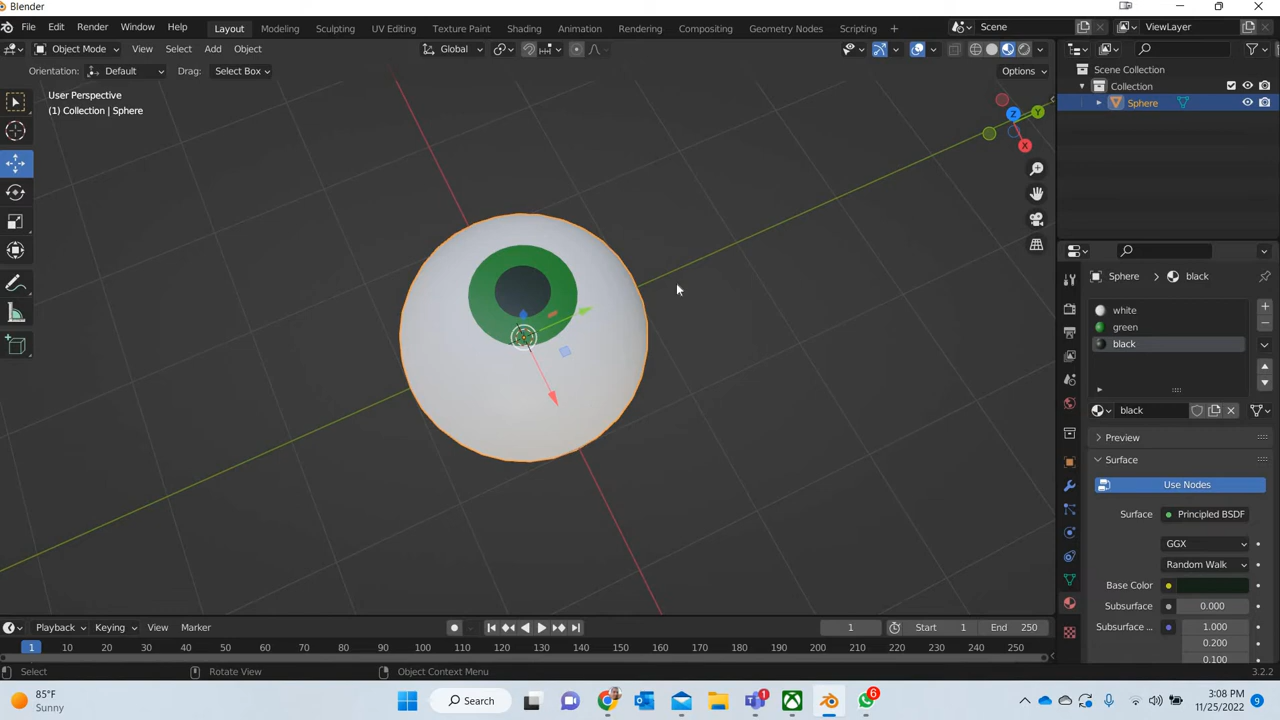 Blender
File Edit Render Window Help Layout Modeling Sculpting UV Editing Texture Paint Shading Animation Rendering Compositing Geometry Nodes Scripting + Scene ViewLayer
Object Mode View Select Add Object Global
Orientation: Default Drag: Select Box Options
User Perspective
(1) Collection | Sphere
Z
Y
X
Scene Collection
Collection
Sphere
Sphere > black
white
green
black
black
Preview
Surface
Use Nodes
Surface Principled BSDF
GGX
Random Walk
Base Color
Subsurface 0.000
Subsurface ... 1.000
0.200
0.100
Playback Keying View Marker 1 Start 1 End 250
1 10 20 30 40 50 60 70 80 90 100 110 120 130 140 150 160 170 180 190 200 210 220 230 240 250
Select Rotate View Object Context Menu 3.2.2
85°F
Sunny
Search
1
6
3:08 PM
11/25/2022
9